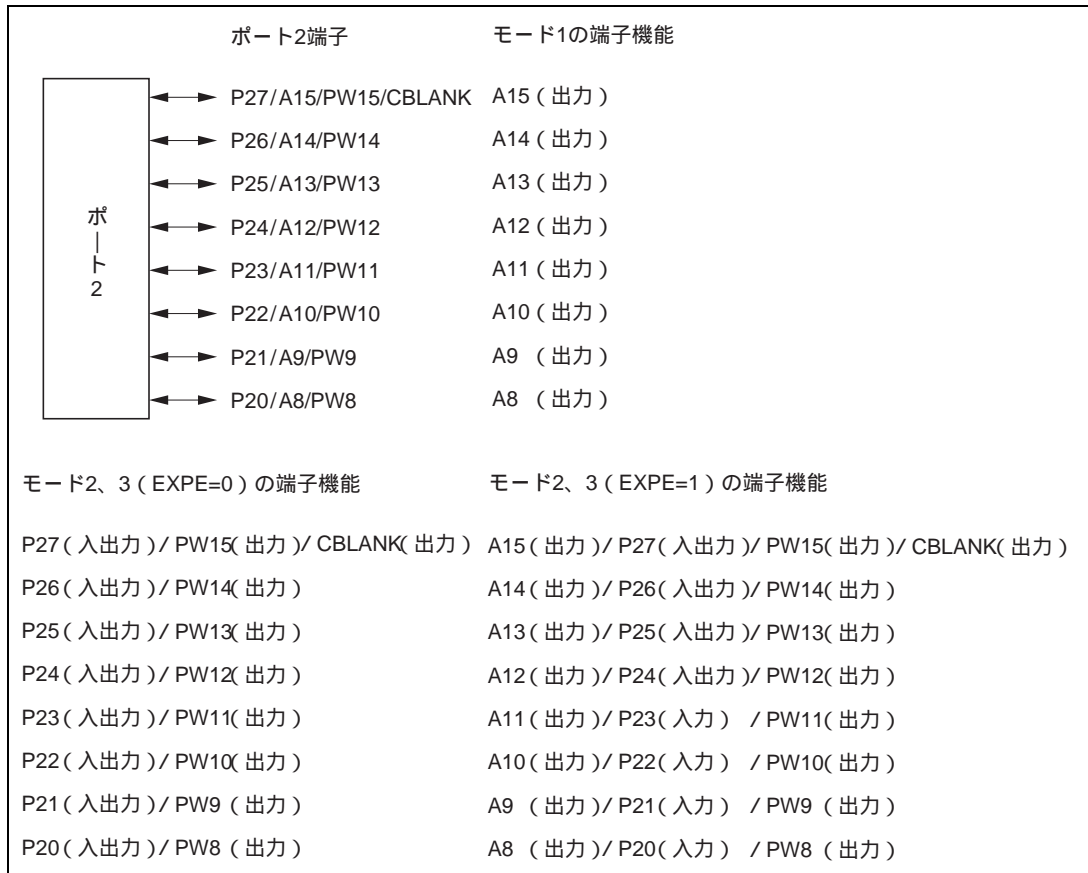 ポート2端子 モード1の端子機能
P27/A15/PW15/CBLANK A15(出力)
P26/A14/PW14 A14(出力)
P25/A13/PW13 A13(出力)
P24/A12/PW12 A12(出力)
P23/A11/PW11 A11(出力)
P22/A10/PW10 A10(出力)
P21/A9/PW9 A9 (出力)
P20/A8/PW8 A8 (出力)
ポート2
モード2、3(EXPE=0)の端子機能 モード2、3(EXPE=1)の端子機能
P27(入出力)/PW15(出力)/CBLANK(出力) A15(出力)/P27(入出力)/PW15(出力)/CBLANK(出力)
P26(入出力)/PW14(出力) A14(出力)/P26(入出力)/PW14(出力)
P25(入出力)/PW13(出力) A13(出力)/P25(入出力)/PW13(出力)
P24(入出力)/PW12(出力) A12(出力)/P24(入出力)/PW12(出力)
P23(入出力)/PW11(出力) A11(出力)/P23(入力) /PW11(出力)
P22(入出力)/PW10(出力) A10(出力)/P22(入力) /PW10(出力)
P21(入出力)/PW9(出力) A9 (出力)/P21(入力) /PW9(出力)
P20(入出力)/PW8(出力) A8 (出力)/P20(入力) /PW8(出力)